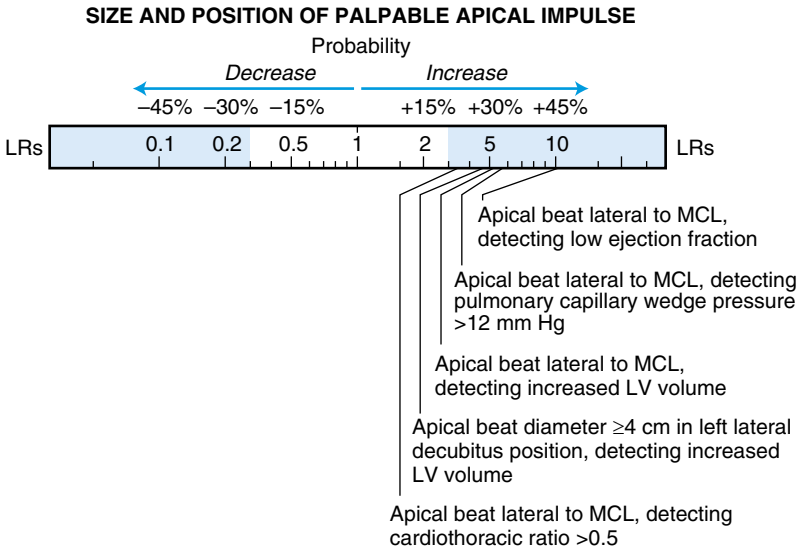 SIZE AND POSITION OF PALPABLE APICAL IMPULSE
Probability
Decrease Increase
–45% –30% –15% +15% +30% +45%
LRs 0.1 0.2 0.5 1 2 5 10 LRs
Apical beat lateral to MCL,
detecting low ejection fraction
Apical beat lateral to MCL, detecting
pulmonary capillary wedge pressure
>12 mm Hg
Apical beat lateral to MCL,
detecting increased LV volume
Apical beat diameter ≥4 cm in left lateral
decubitus position, detecting increased
LV volume
Apical beat lateral to MCL, detecting
cardiothoracic ratio >0.5